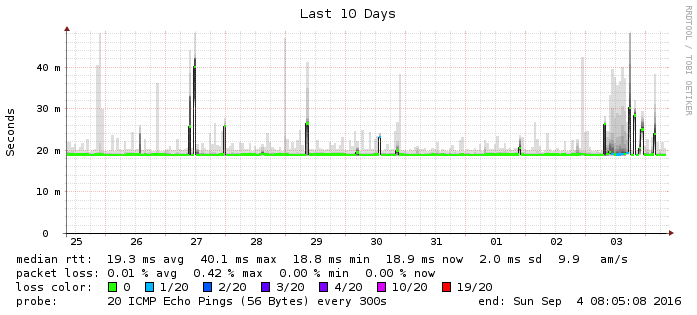 Last 10 Days
RRDTOOL / TOBI OETIKER
Seconds
40 m
30 m
20 m
10 m
0
25 26 27 28 29 30 31 01 02 03
median rtt: 19.3 ms avg 40.1 ms max 18.8 ms min 18.9 ms now 2.0 ms sd 9.9 am/s
packet loss: 0.01 % avg 0.42 % max 0.00 % min 0.00 % now
loss color: 0 1/20 2/20 3/20 4/20 10/20 19/20
probe: 20 ICMP Echo Pings (56 Bytes) every 300s end: Sun Sep 4 08:05:08 2016